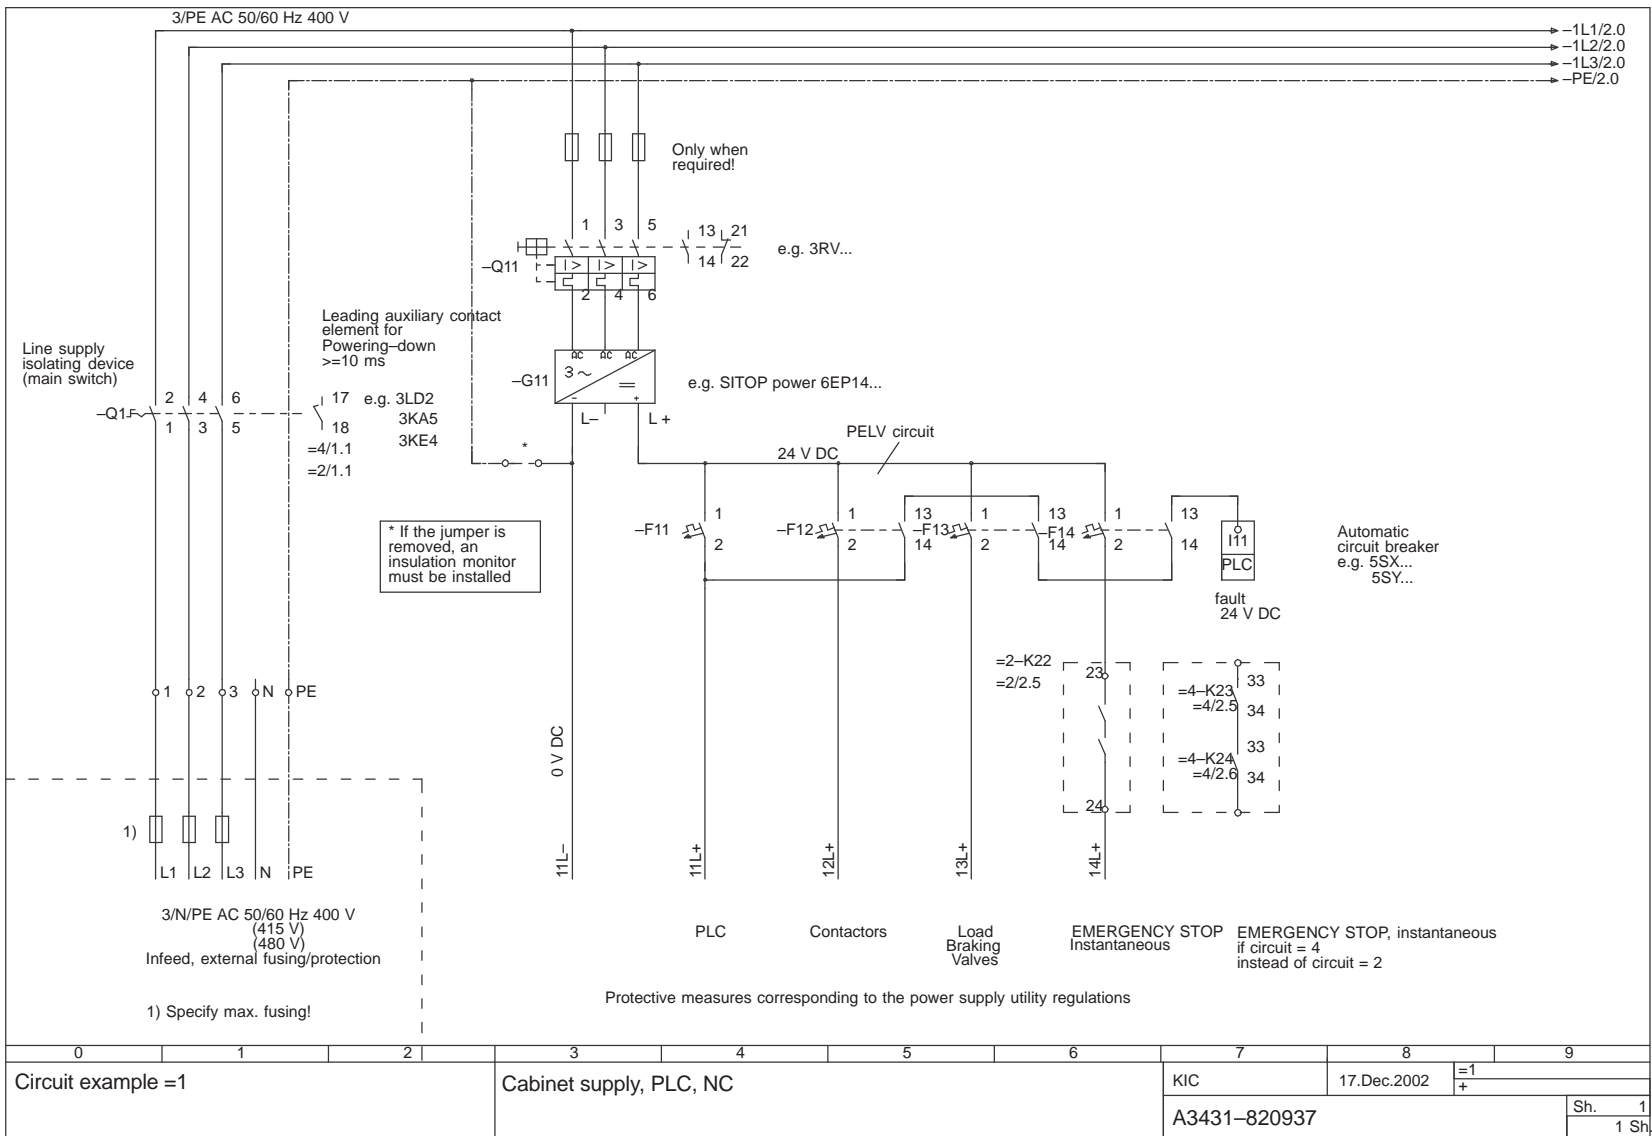 3/PE AC 50/60 Hz 400 V
–1L1/2.0
–1L2/2.0
–1L3/2.0
–PE/2.0
Only when
required!
1 3 5
13 21
14 22
e.g. 3RV...
–Q11
I > I > I >
2 4 6
Leading auxiliary contact
element for
Powering–down
>=10 ms
Line supply
isolating device
(main switch)
AC AC AC
3 ~
–G11
e.g. SITOP power 6EP14...
- +
L– L +
–Q1
2 4 6
1 3 5
17
18
=4/1.1
=2/1.1
e.g. 3LD2
3KA5
3KE4
*
24 V DC
PELV circuit
* If the jumper is
removed, an
insulation monitor
must be installed
–F11
1
2
–F12
1
2
13
14
–F13
1
2
13
14
–F14
1
2
13
14
I11
PLC
fault
24 V DC
Automatic
circuit breaker
e.g. 5SX...
5SY...
=2–K22
=2/2.5
23
24
=4–K23
=4/2.5
33
34
=4–K24
=4/2.6
33
34
1 2 3 N PE
0 V DC
1)
L1 L2 L3 N PE
11L–
11L+
12L+
13L+
14L+
3/N/PE AC 50/60 Hz 400 V
(415 V)
(480 V)
Infeed, external fusing/protection
1) Specify max. fusing!
PLC
Contactors
Load
Braking
Valves
EMERGENCY STOP
Instantaneous
EMERGENCY STOP, instantaneous
if circuit = 4
instead of circuit = 2
Protective measures corresponding to the power supply utility regulations
0 1 2 3 4 5 6 7 8 9
Circuit example =1
Cabinet supply, PLC, NC
KIC
17.Dec.2002
=1
+
A3431–820937
Sh. 1
1 Sh